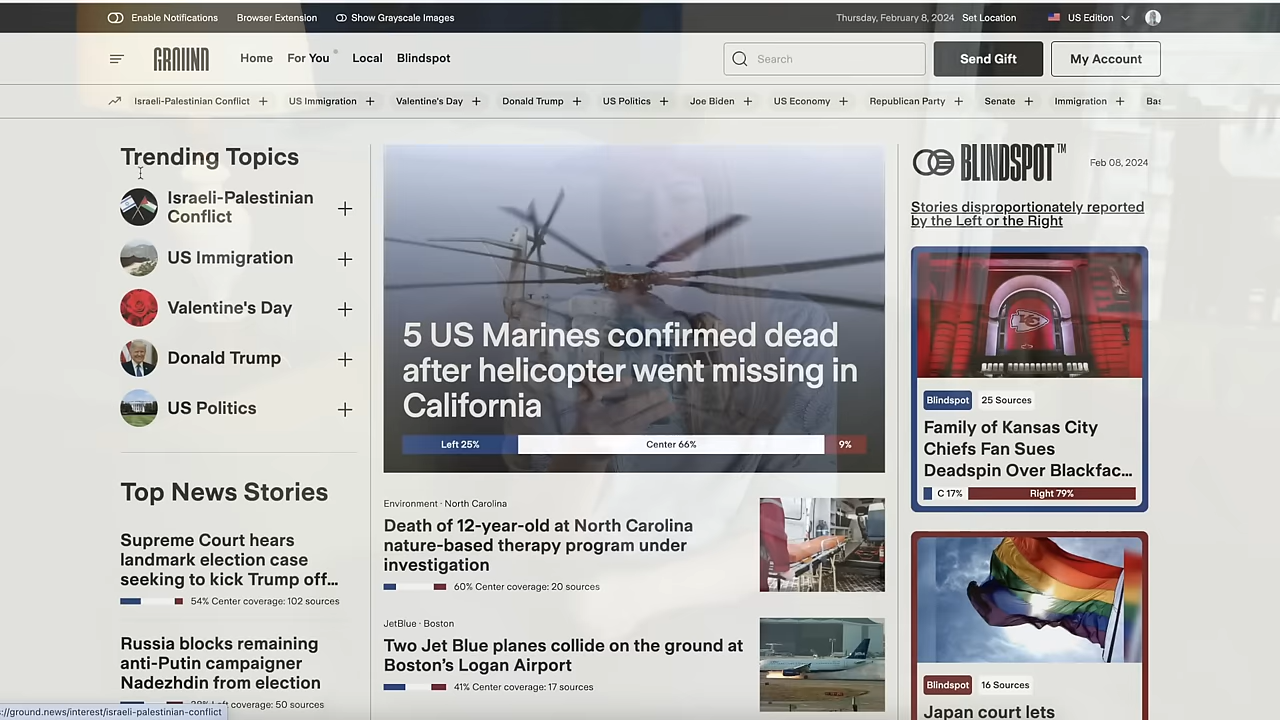 Enable Notifications
Browser Extension
Show Grayscale Images
Thursday, February 8, 2024
Set Location
US Edition
GROUND
Home
For You
Local
Blindspot
Search
Send Gift
My Account
Israeli-Palestinian Conflict +
US Immigration +
Valentine's Day +
Donald Trump +
US Politics +
Joe Biden +
US Economy +
Republican Party +
Senate +
Immigration +
Bas
Trending Topics
Israeli-Palestinian
Conflict
US Immigration
Valentine's Day
Donald Trump
US Politics
Top News Stories
Supreme Court hears
landmark election case
seeking to kick Trump off...
54% Center coverage: 102 sources
Russia blocks remaining
anti-Putin campaigner
Nadezhdin from election
coverage: 50 sources
://ground.news/interest/israeli-palestinian-conflict
5 US Marines confirmed dead
after helicopter went missing in
California
Left 25%
Center 66%
9%
Environment · North Carolina
Death of 12-year-old at North Carolina
nature-based therapy program under
investigation
60% Center coverage: 20 sources
JetBlue · Boston
Two Jet Blue planes collide on the ground at
Boston's Logan Airport
41% Center coverage: 17 sources
BLINDSPOT™
Feb 08, 2024
Stories disproportionately reported
by the Left or the Right
Blindspot
25 Sources
Family of Kansas City
Chiefs Fan Sues
Deadspin Over Blackfac...
C 17%
Right 79%
Blindspot
16 Sources
Japan court lets